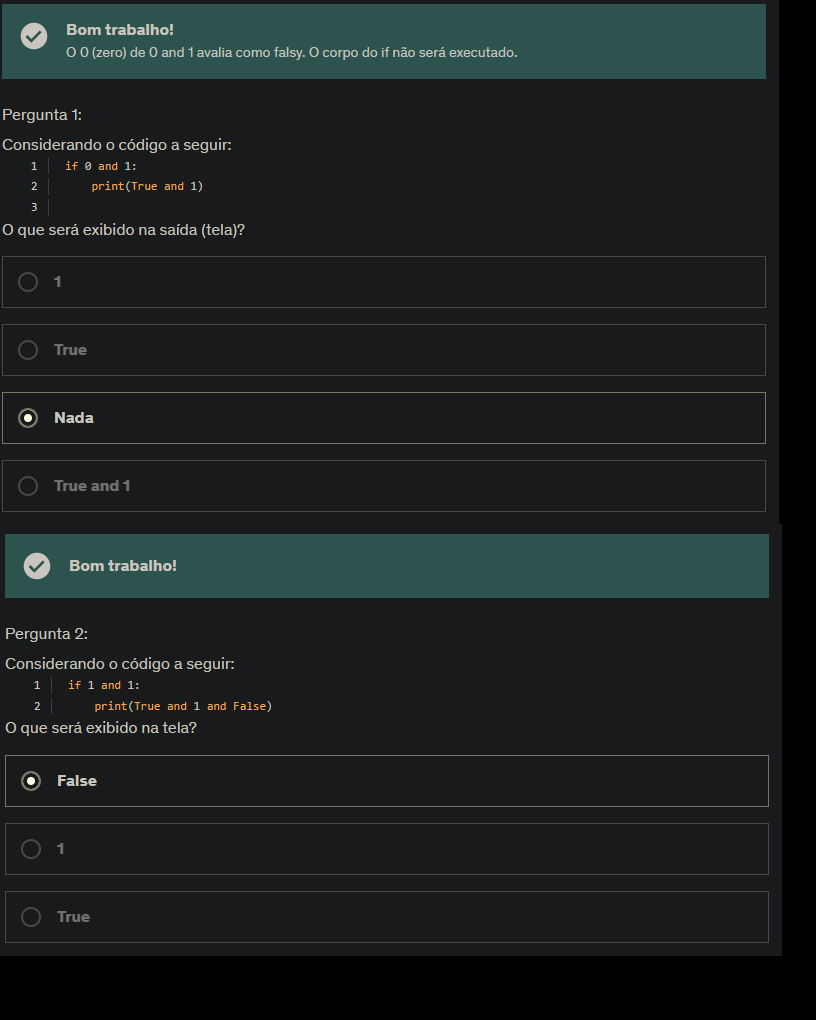 Bom trabalho!
O 0 (zero) de 0 and 1 avalia como falsy. O corpo do if não será executado.
Pergunta 1:
Considerando o código a seguir:
1 if 0 and 1:
2     print(True and 1)
3
O que será exibido na saída (tela)?
1
True
Nada
True and 1
Bom trabalho!
Pergunta 2:
Considerando o código a seguir:
1 if 1 and 1:
2     print(True and 1 and False)
O que será exibido na tela?
False
1
True